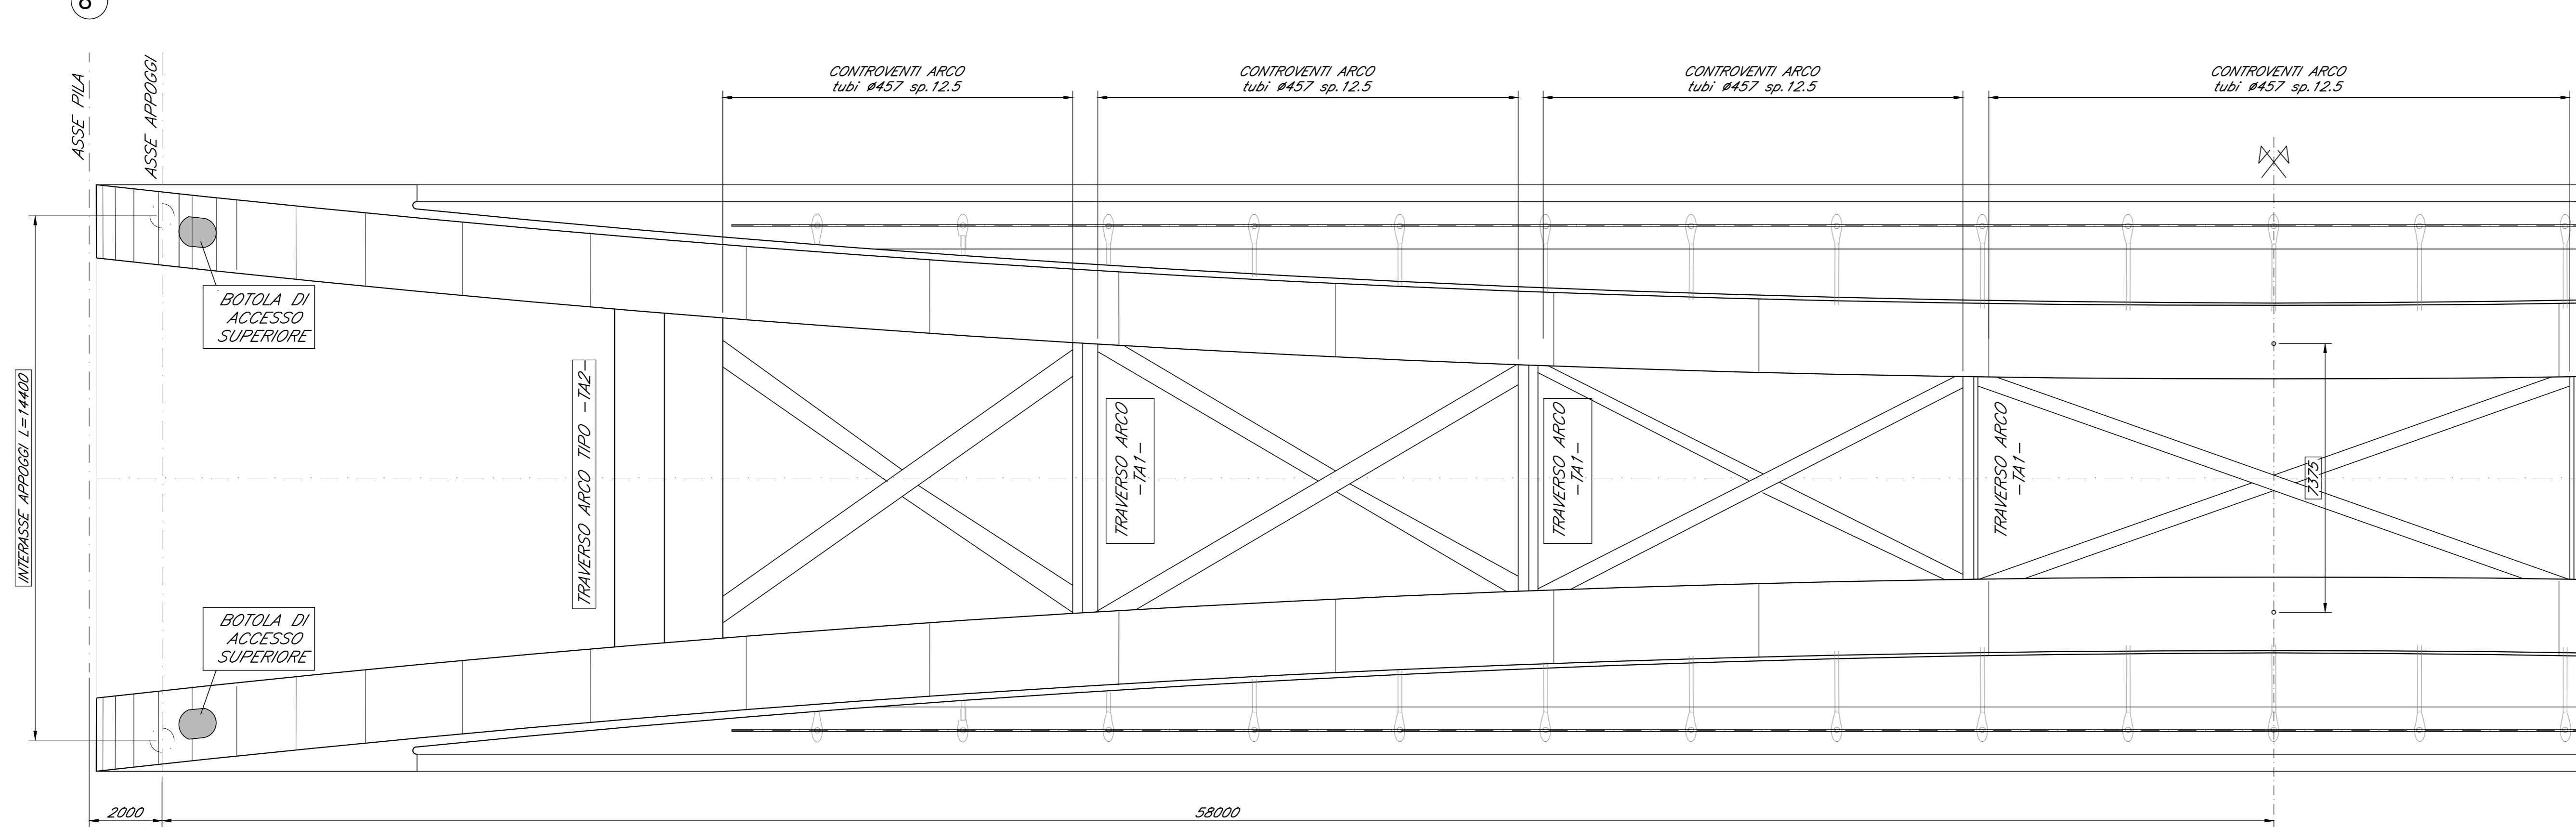 ASSE PILA
ASSE APPOGGI
CONTROVENTI ARCO
tubi ø457 sp.12.5
CONTROVENTI ARCO
tubi ø457 sp.12.5
CONTROVENTI ARCO
tubi ø457 sp.12.5
CONTROVENTI ARCO
tubi ø457 sp.12.5
BOTOLA DI
ACCESSO
SUPERIORE
INTERASSE APPOGGI L=14400
TRAVERSO ARCO TIPO -TA2-
TRAVERSO ARCO
-TA1-
TRAVERSO ARCO
-TA1-
TRAVERSO ARCO
-TA1-
7375
BOTOLA DI
ACCESSO
SUPERIORE
2000
58000